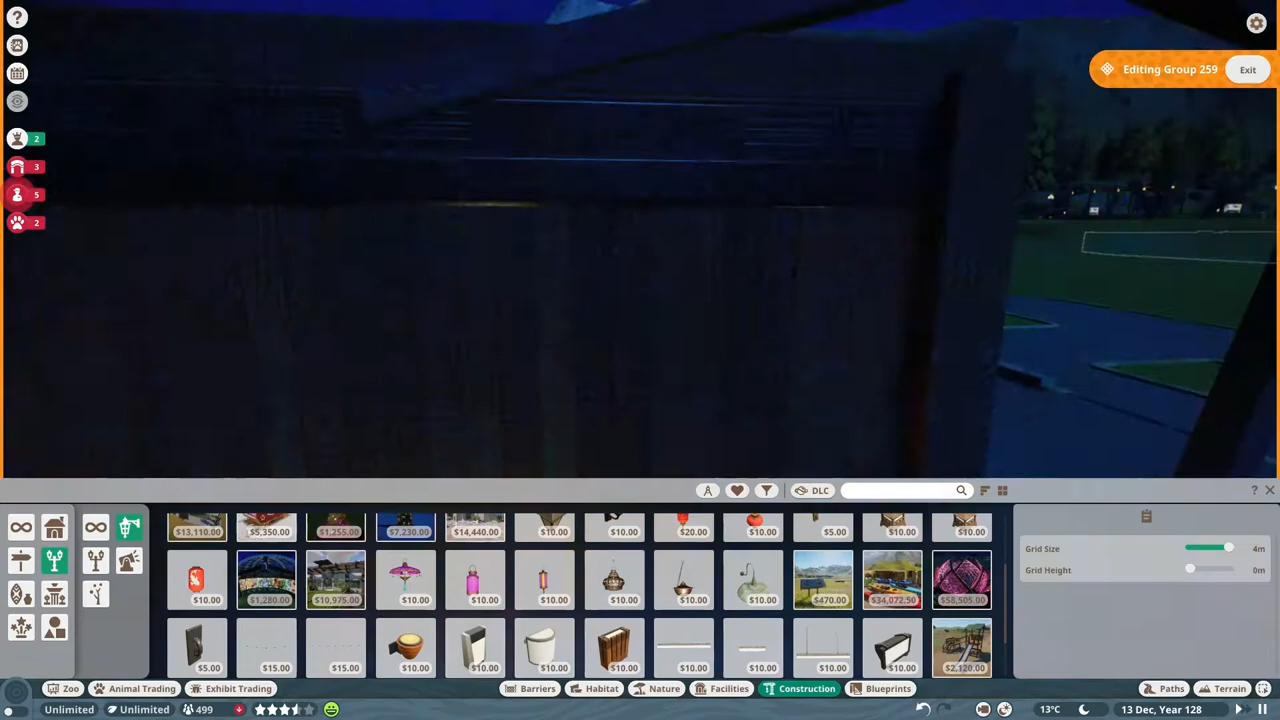 ?
Editing Group 259 Exit
2
3
5
2
DLC
? X
$13,110.00 $5,350.00 $1,255.00 $7,230.00 $14,440.00 $10.00 $10.00 $20.00 $10.00 $5.00 $10.00 $10.00
Grid Size 4m
Grid Height 0m
$10.00 $1,280.00 $10,975.00 $10.00 $10.00 $10.00 $10.00 $10.00 $10.00 $470.00 $34,072.50 $58,505.00
$5.00 $15.00 $15.00 $10.00 $10.00 $10.00 $10.00 $10.00 $10.00 $10.00 $10.00 $2,120.00
Zoo Animal Trading Exhibit Trading Barriers Habitat Nature Facilities Construction Blueprints Paths Terrain
Unlimited Unlimited 499 13°C 13 Dec, Year 128